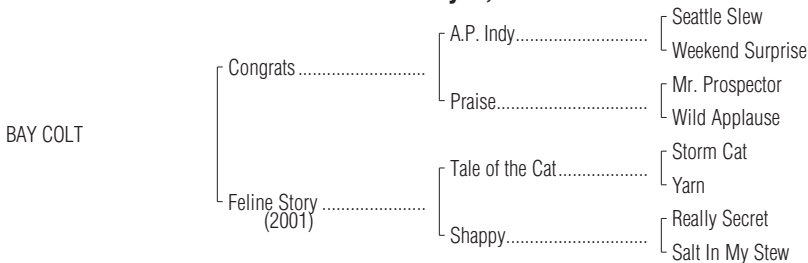 Seattle Slew
A.P. Indy
Weekend Surprise
Congrats
Mr. Prospector
Praise
Wild Applause
BAY COLT
Storm Cat
Tale of the Cat
Yarn
Feline Story
(2001)
Really Secret
Shappy
Salt In My Stew